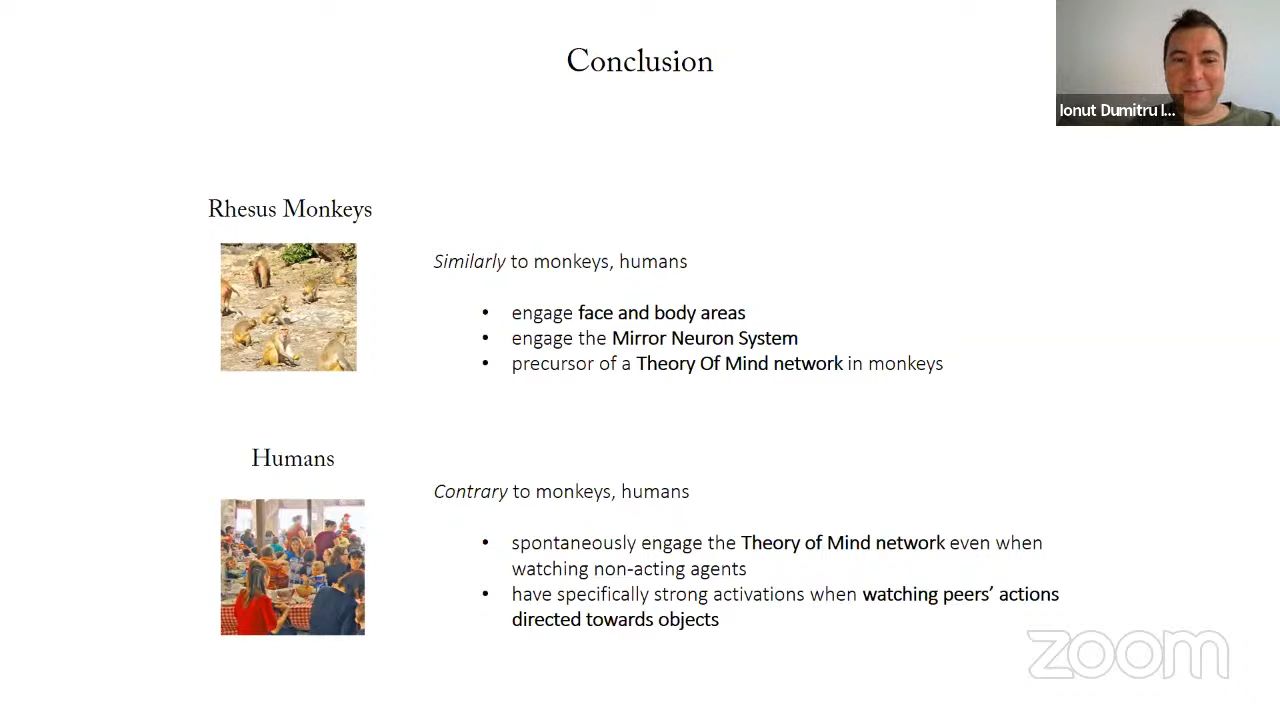 Conclusion
Ionut Dumitru I...
Rhesus Monkeys
Similarly to monkeys, humans
• engage face and body areas
• engage the Mirror Neuron System
• precursor of a Theory Of Mind network in monkeys
Humans
Contrary to monkeys, humans
• spontaneously engage the Theory of Mind network even when
watching non-acting agents
• have specifically strong activations when watching peers’ actions
directed towards objects
zoom